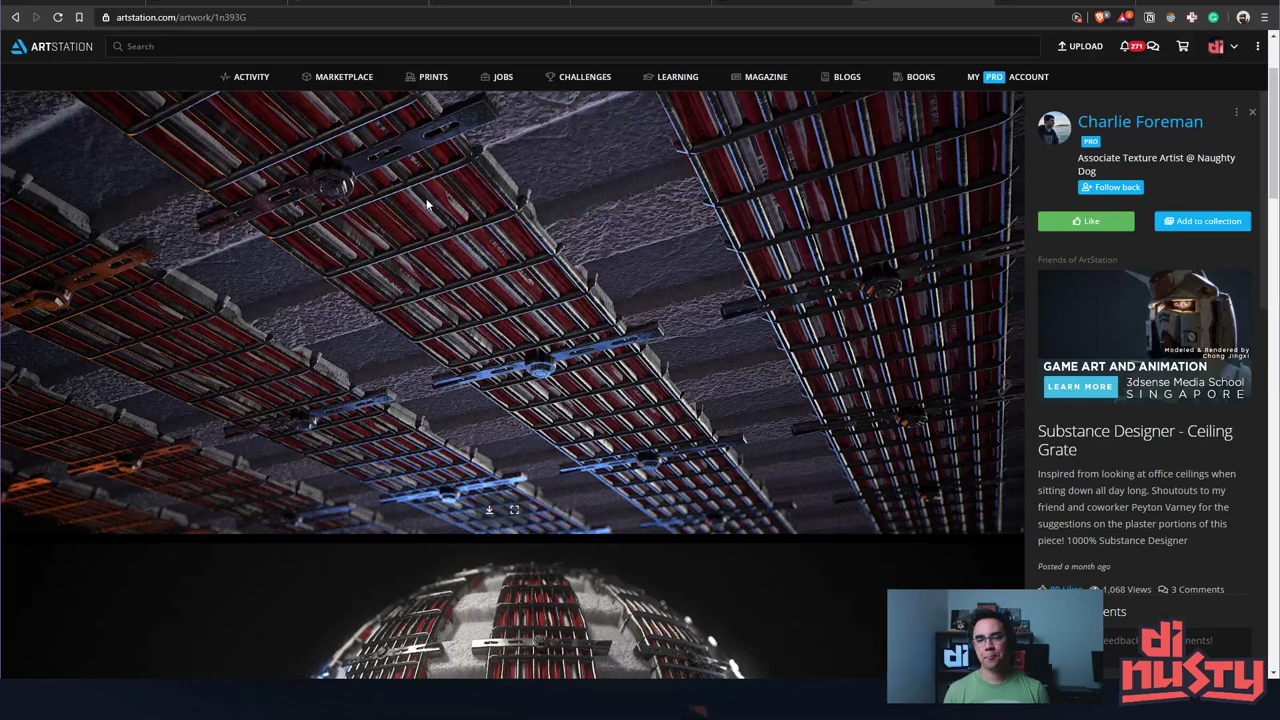 artstation.com/artwork/1n393G
ARTSTATION
Search
UPLOAD
271
ACTIVITY
MARKETPLACE
PRINTS
JOBS
CHALLENGES
LEARNING
MAGAZINE
BLOGS
BOOKS
MY PRO ACCOUNT
Charlie Foreman
PRO
Associate Texture Artist @ Naughty
Dog
Follow back
Like
Add to collection
Friends of ArtStation
Modeled & Rendered by
Chong Jingxi
GAME ART AND ANIMATION
LEARN MORE
3dsense Media School
SINGAPORE
Substance Designer - Ceiling
Grate
Inspired from looking at office ceilings when
sitting down all day long. Shoutouts to my
friend and coworker Peyton Varney for the
suggestions on the plaster portions of this
piece! 1000% Substance Designer
Posted a month ago
1,068 Views
3 Comments
di
di
nusty